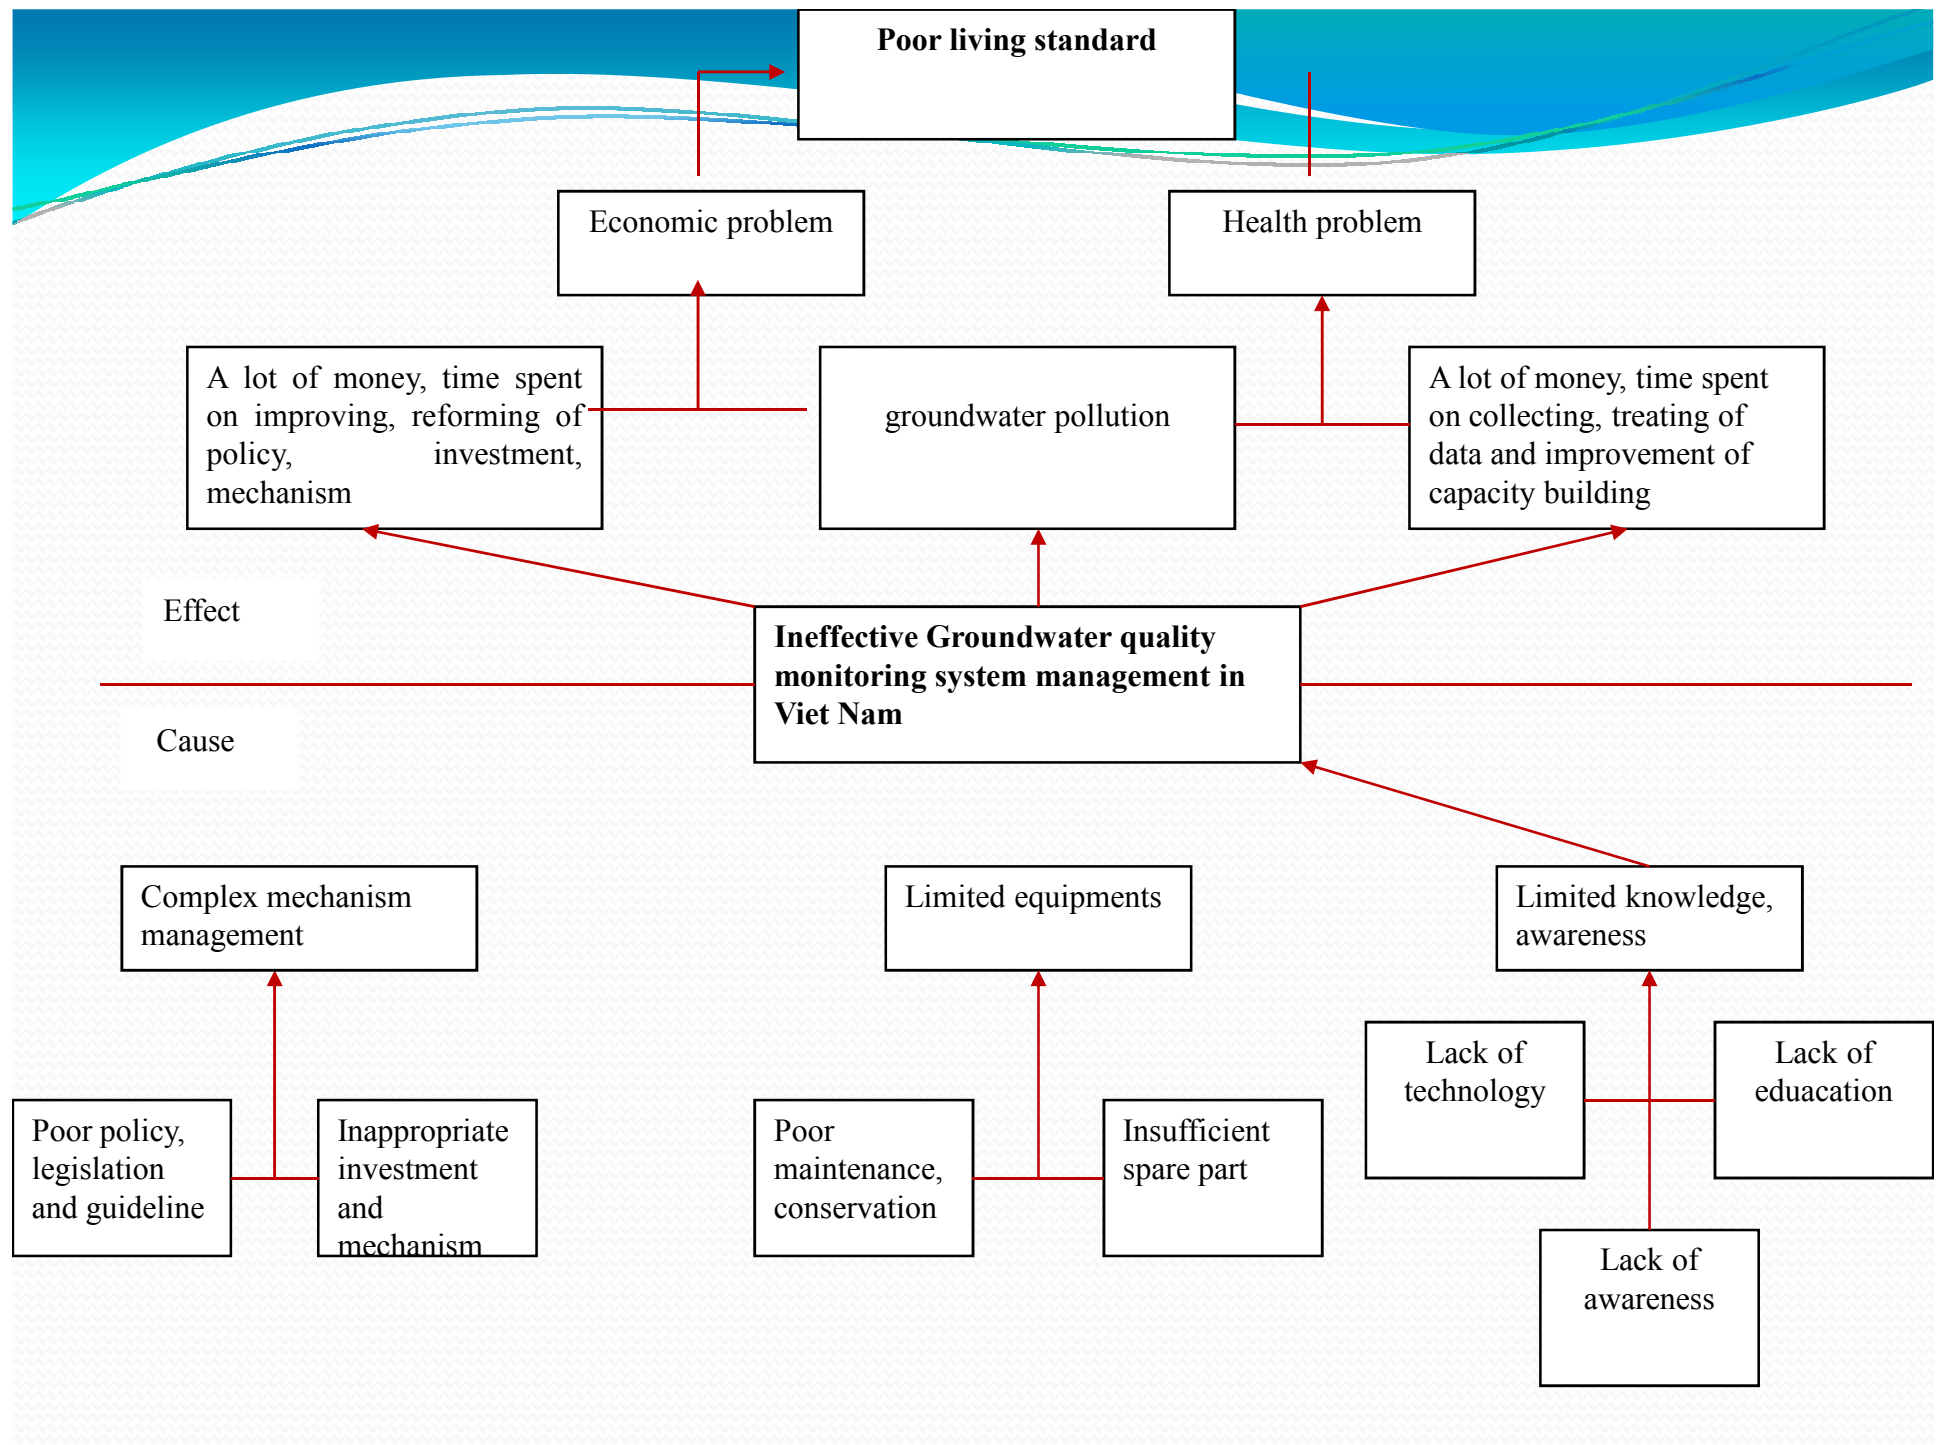 Poor living standard
Economic problem
Health problem
A lot of money, time spent
on improving, reforming of
policy, investment,
mechanism
groundwater pollution
A lot of money, time spent
on collecting, treating of
data and improvement of
capacity building
Effect
Ineffective Groundwater quality
monitoring system management in
Viet Nam
Cause
Complex mechanism
management
Limited equipments
Limited knowledge,
awareness
Lack of
technology
Lack of
eduacation
Poor policy,
legislation
and guideline
Inappropriate
investment
and
mechanism
Poor
maintenance,
conservation
Insufficient
spare part
Lack of
awareness